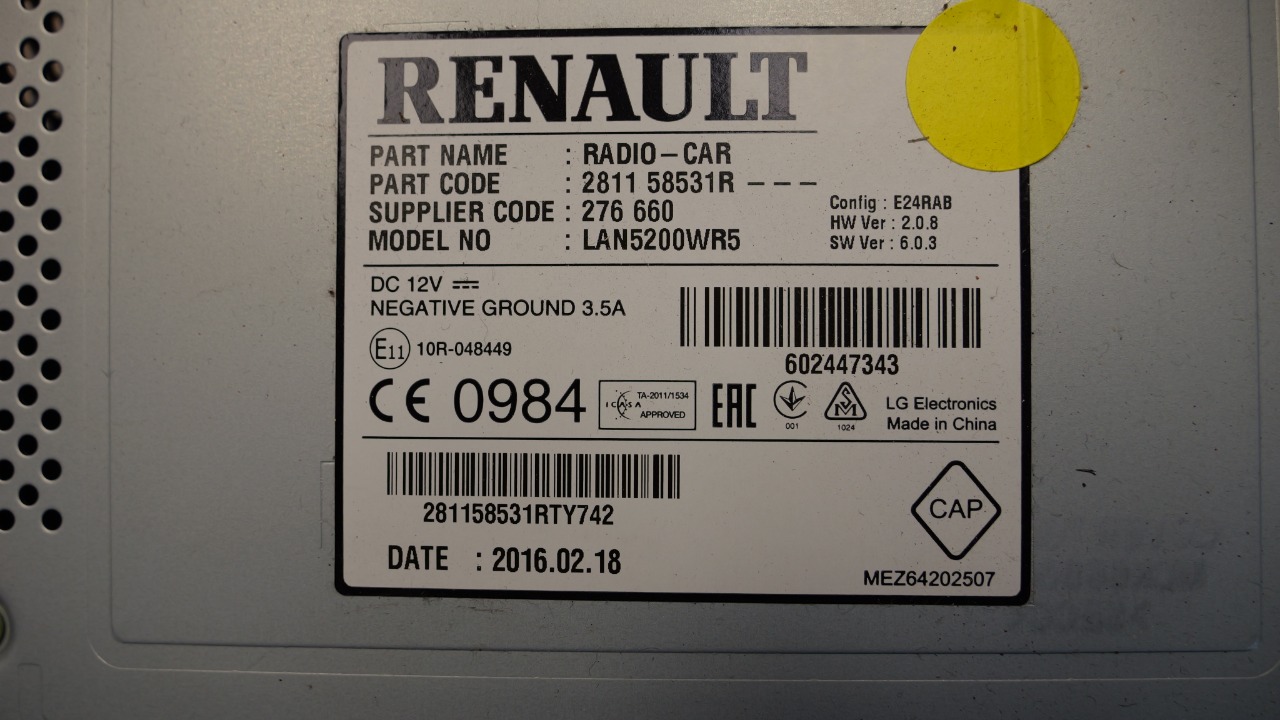 RENAULT
PART NAME : RADIO-CAR
PART CODE : 2811 58531R - - -
SUPPLIER CODE : 276 660
MODEL NO : LAN5200WR5
Config : E24RAB
HW Ver : 2.0.8
SW Ver : 6.0.3
DC 12V
NEGATIVE GROUND 3.5A
E11 10R-048449
602447343
CE 0984
ICASA
TA-2011/1534
APPROVED
EAC
001
SM
1024
LG Electronics
Made in China
281158531RTY742
CAP
DATE : 2016.02.18
MEZ64202507